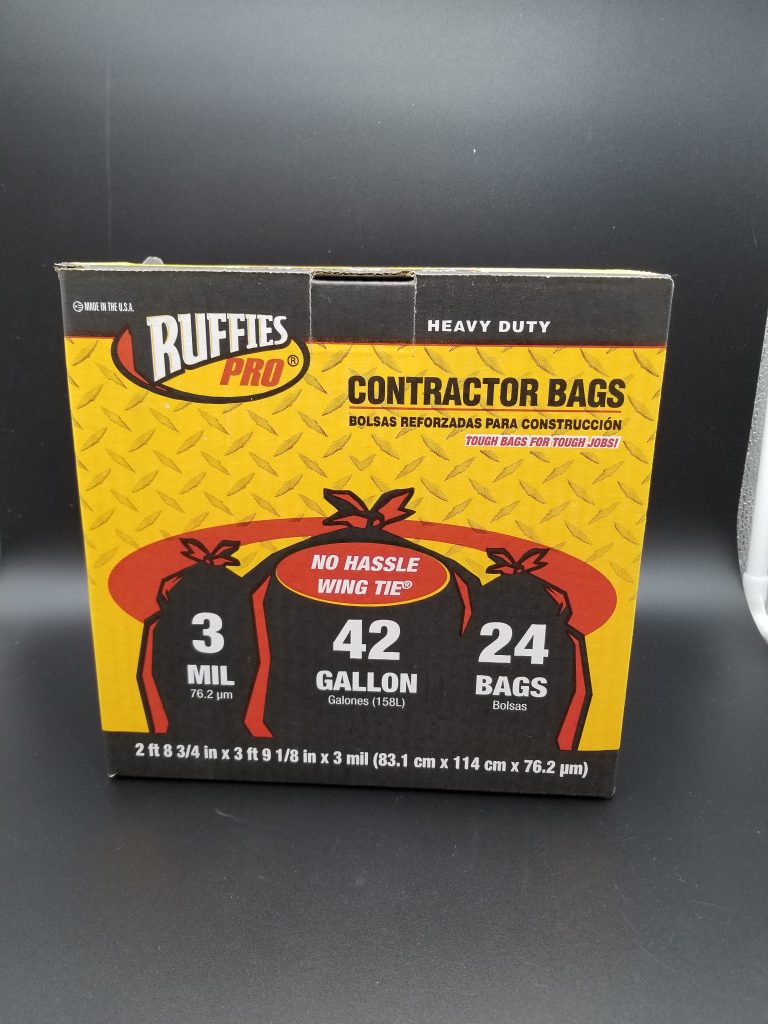 MADE IN THE U.S.A.
RUFFIES
PRO®
HEAVY DUTY
CONTRACTOR BAGS
BOLSAS REFORZADAS PARA CONSTRUCCIÓN
TOUGH BAGS FOR TOUGH JOBS!
NO HASSLE
WING TIE®
3
MIL
76.2 µm
42
GALLON
Galones (158L)
24
BAGS
Bolsas
2 ft 8 3/4 in x 3 ft 9 1/8 in x 3 mil (83.1 cm x 114 cm x 76.2 µm)